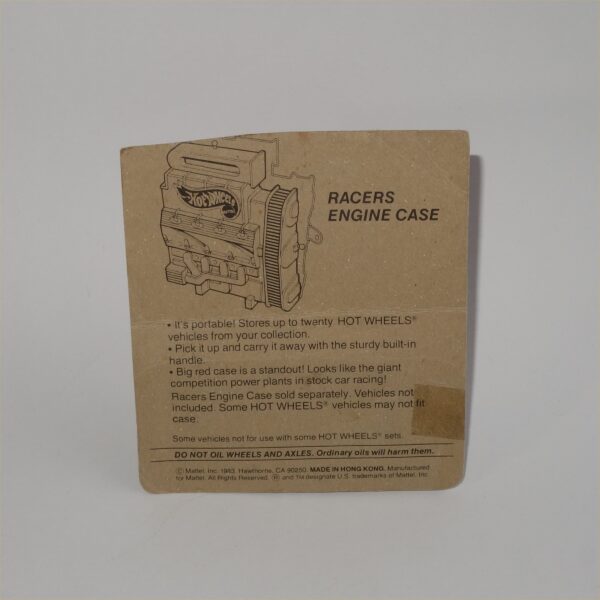 HOT WHEELS
RACERS
ENGINE CASE
• It's portable! Stores up to twenty HOT WHEELS®
vehicles from your collection.
• Pick it up and carry it away with the sturdy built-in
handle.
• Big red case is a standout! Looks like the giant
competition power plants in stock car racing!
Racers Engine Case sold separately. Vehicles not
included. Some HOT WHEELS® vehicles may not fit
case.
Some vehicles not for use with some HOT WHEELS® sets.
DO NOT OIL WHEELS AND AXLES. Ordinary oils will harm them.
© Mattel, Inc. 1983. Hawthorne, CA 90250. MADE IN HONG KONG. Manufactured
for Mattel. All Rights Reserved. ® and TM designate U.S. trademarks of Mattel, Inc.